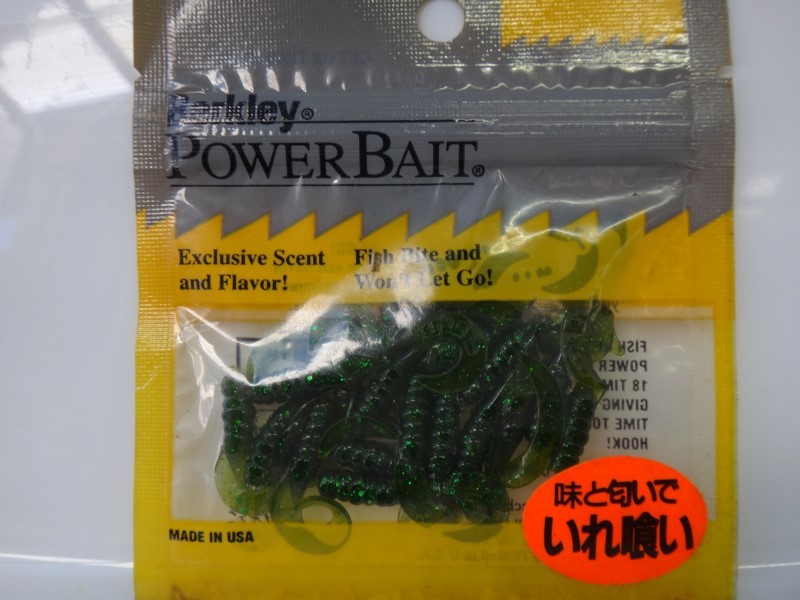 Berkley®
POWERBAIT®
Exclusive Scent
and Flavor!
Fish Bite and
Won't Let Go!
FISH
POWER
18 TIM
GIVING
TIME TO
HOOK!
MADE IN USA
味と匂いで
いれ喰い